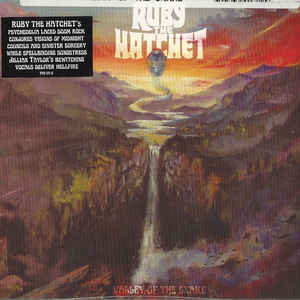 RUBY
THE
HATCHET
RUBY THE HATCHET'S
PSYCHEDELIA LACED DOOM ROCK
CONJURES VISIONS OF MIDNIGHT
COUNCILS AND SINISTER SORCERY
WHILE SPELLBINDING SONGSTRESS
JILLIAN TAYLOR'S BEWITCHING
VOCALS DELIVER HELLFIRE
VALLEY OF THE SNAKE